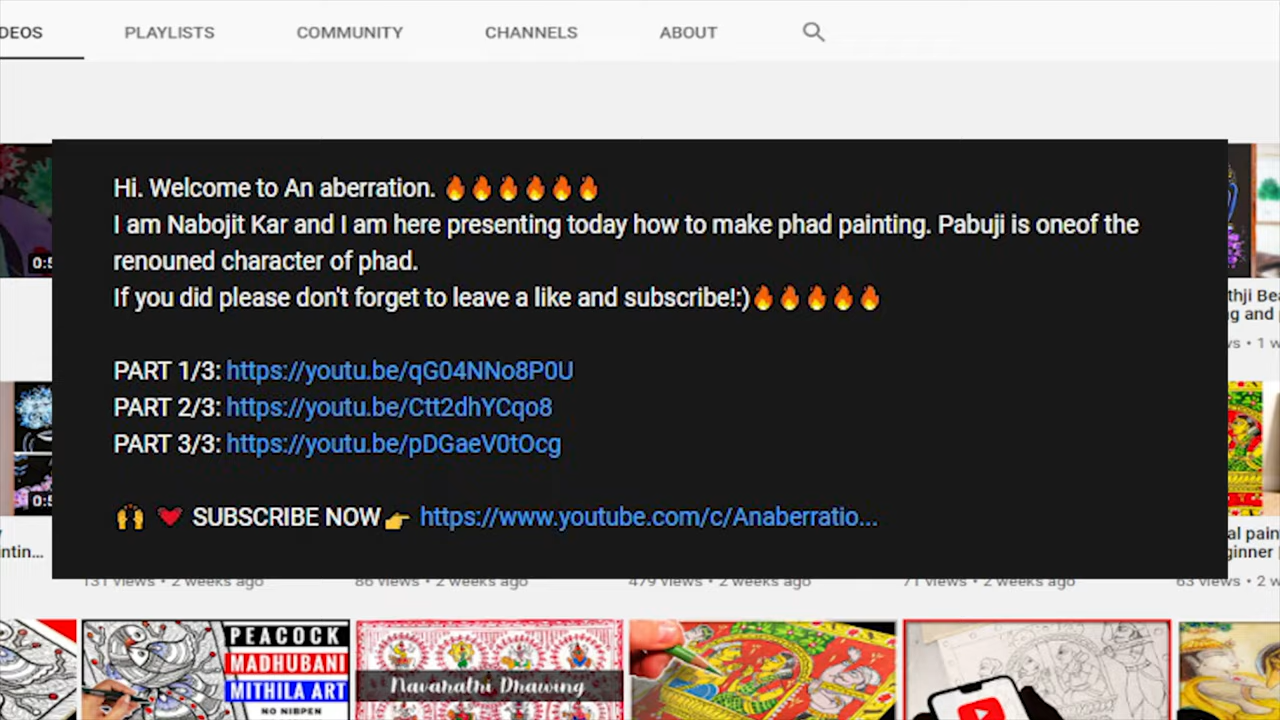 DEOS PLAYLISTS COMMUNITY CHANNELS ABOUT
Hi. Welcome to An aberration. 🔥🔥🔥🔥🔥🔥
I am Nabojit Kar and I am here presenting today how to make phad painting. Pabuji is oneof the
renouned character of phad.
If you did please don't forget to leave a like and subscribe!:)🔥🔥🔥🔥🔥
PART 1/3: https://youtu.be/qG04NNo8P0U
PART 2/3: https://youtu.be/Ctt2dhYCqo8
PART 3/3: https://youtu.be/pDGaeV0tOcg
🙌 💓 SUBSCRIBE NOW👉 https://www.youtube.com/c/Anaberratio...
0:5
thji Bea
g and
1 w
0:5
ntin...
al pain
ginner |
131 views • 2 weeks ago
86 views • 2 weeks ago
479 views • 2 weeks ago
71 views • 2 weeks ago
63 views • 2 w
PEACOCK
MADHUBANI
MITHILA ART
NO NIBPEN
Navarathi Dhawing